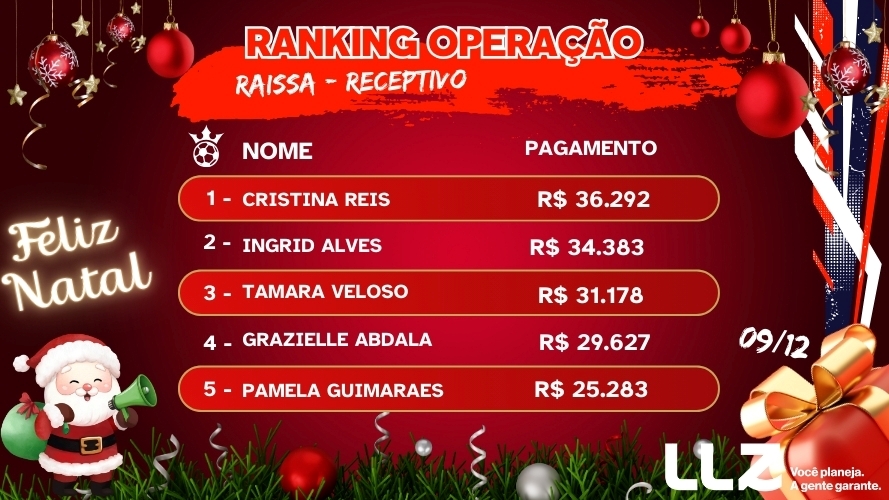 RANKING OPERAÇÃO
RAISSA - RECEPTIVO
NOME PAGAMENTO
1 - CRISTINA REIS R$ 36.292
2 - INGRID ALVES R$ 34.383
3 - TAMARA VELOSO R$ 31.178
4 - GRAZIELLE ABDALA R$ 29.627
5 - PAMELA GUIMARAES R$ 25.283
Feliz
Natal
09/12
LLZ
Você planeja.
A gente garante.